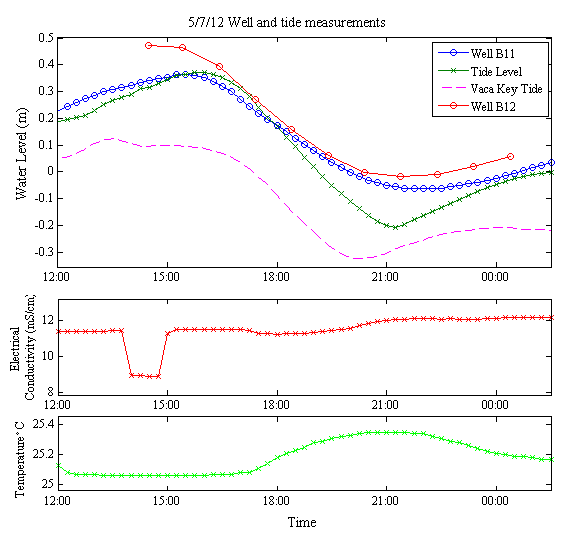 5/7/12 Well and tide measurements
Water Level (m)
0.5
0.4
0.3
0.2
0.1
0
-0.1
-0.2
-0.3
Well B11
Tide Level
Vaca Key Tide
Well B12
12:00 15:00 18:00 21:00 00:00
Electrical
Conductivity (mS/cm)
12
10
8
12:00 15:00 18:00 21:00 00:00
Temperature°C
25.4
25.2
25
12:00 15:00 18:00 21:00 00:00
Time